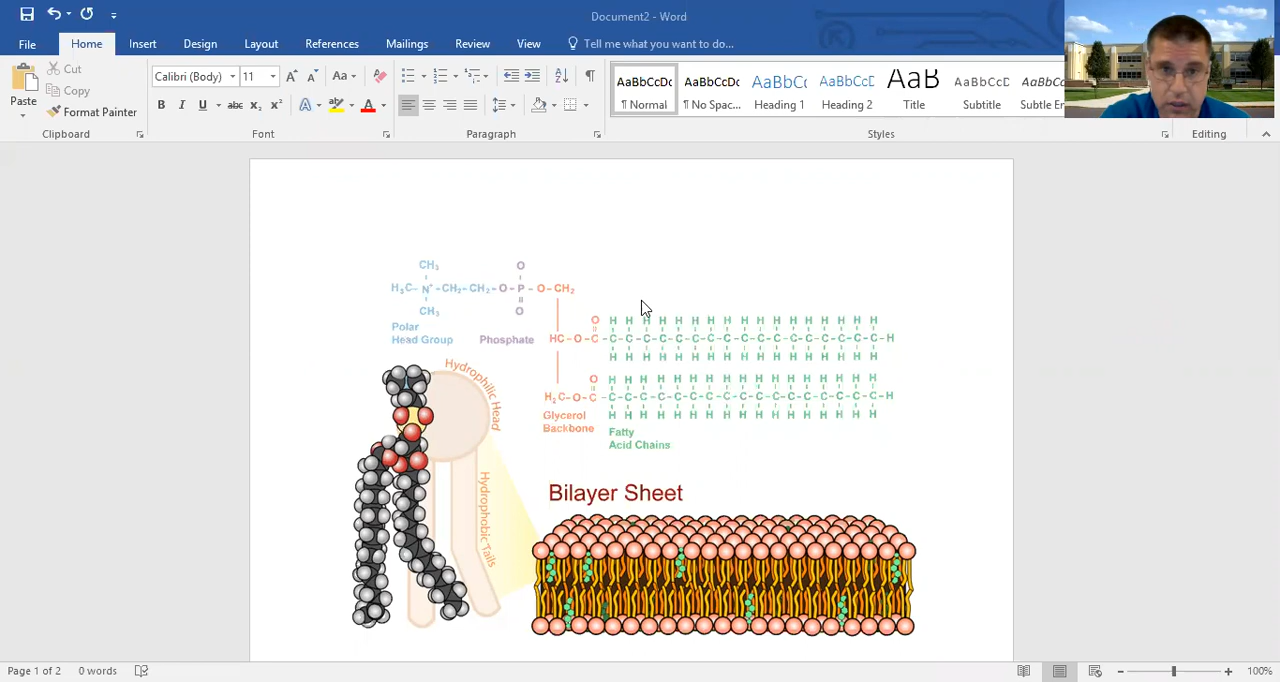 Document2 - Word
File Home Insert Design Layout References Mailings Review View Tell me what you want to do...
Paste
Cut
Copy
Format Painter
Clipboard
Calibri (Body) 11
Font
Paragraph
AaBbCcDc AaBbCcDc AaBbCc AaBbCcD AaB AaBbCcD AaBbCcD
¶ Normal ¶ No Spac... Heading 1 Heading 2 Title Subtitle Subtle Em
Styles
Editing
CH₃ O
H₃C- N⁺ -CH₂-CH₂-O-P-O-CH₂
CH₃ O
Polar
Head Group
Phosphate
O H H H H H H H H H H H H H H H H H
HC-O-C-C-C-C-C-C-C-C-C-C-C-C-C-C-C-C-C-C-H
H H H H H H H H H H H H H H H H H
O H H H H H H H H H H H H H H H H H
H₂C-O-C-C-C-C-C-C-C-C-C-C-C-C-C-C-C-C-C-C-H
H H H H H H H H H H H H H H H H H
Glycerol
Backbone
Fatty
Acid Chains
Hydrophilic Head
Hydrophobic Tails
Bilayer Sheet
Page 1 of 2 0 words 100%